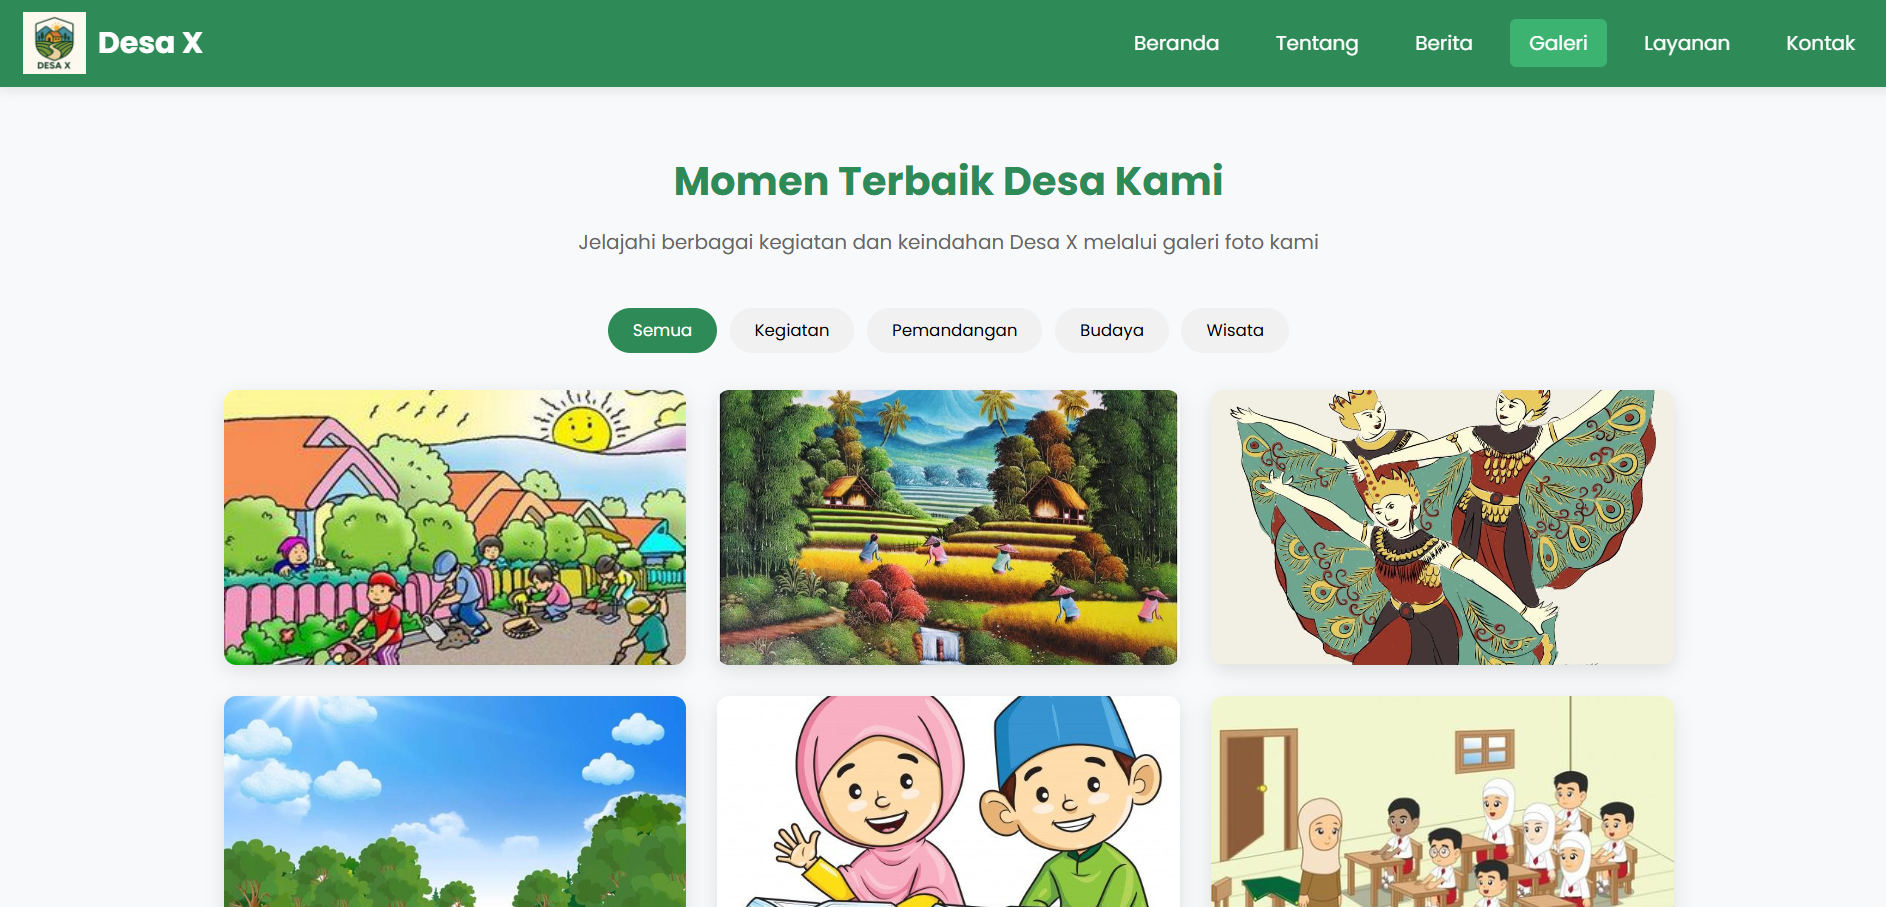 DESA X
Desa X
Beranda
Tentang
Berita
Galeri
Layanan
Kontak
Momen Terbaik Desa Kami
Jelajahi berbagai kegiatan dan keindahan Desa X melalui galeri foto kami
Semua
Kegiatan
Pemandangan
Budaya
Wisata